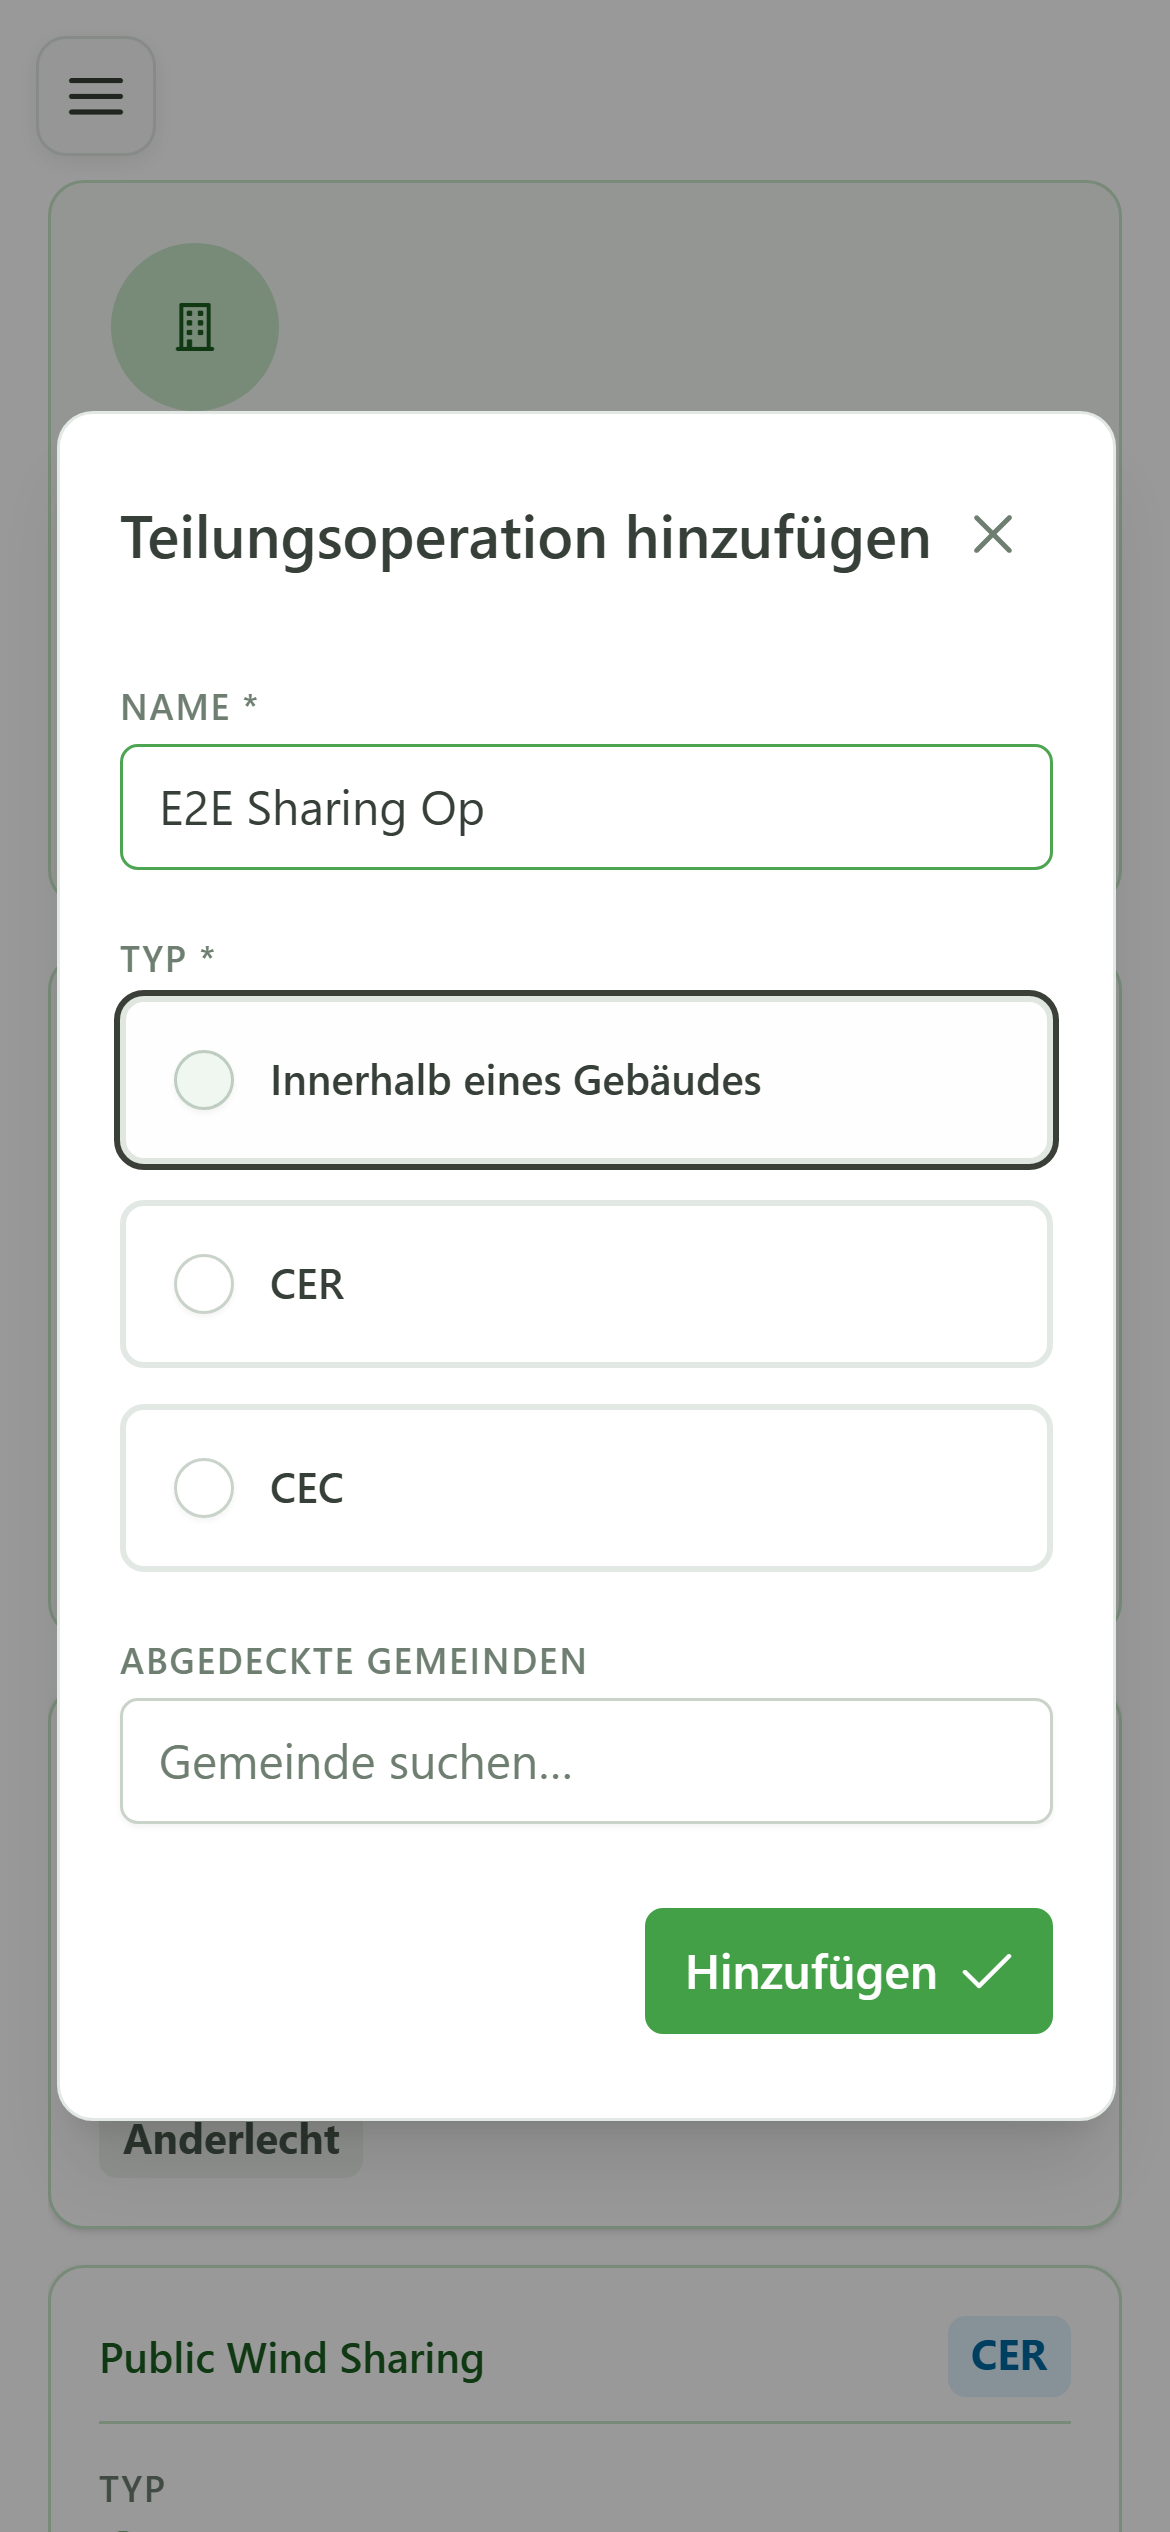 Teilungsoperation hinzufügen
NAME *
E2E Sharing Op
TYP *
Innerhalb eines Gebäudes
CER
CEC
ABGEDECKTE GEMEINDEN
Gemeinde suchen...
Hinzufügen
Anderlecht
Public Wind Sharing
CER
TYP